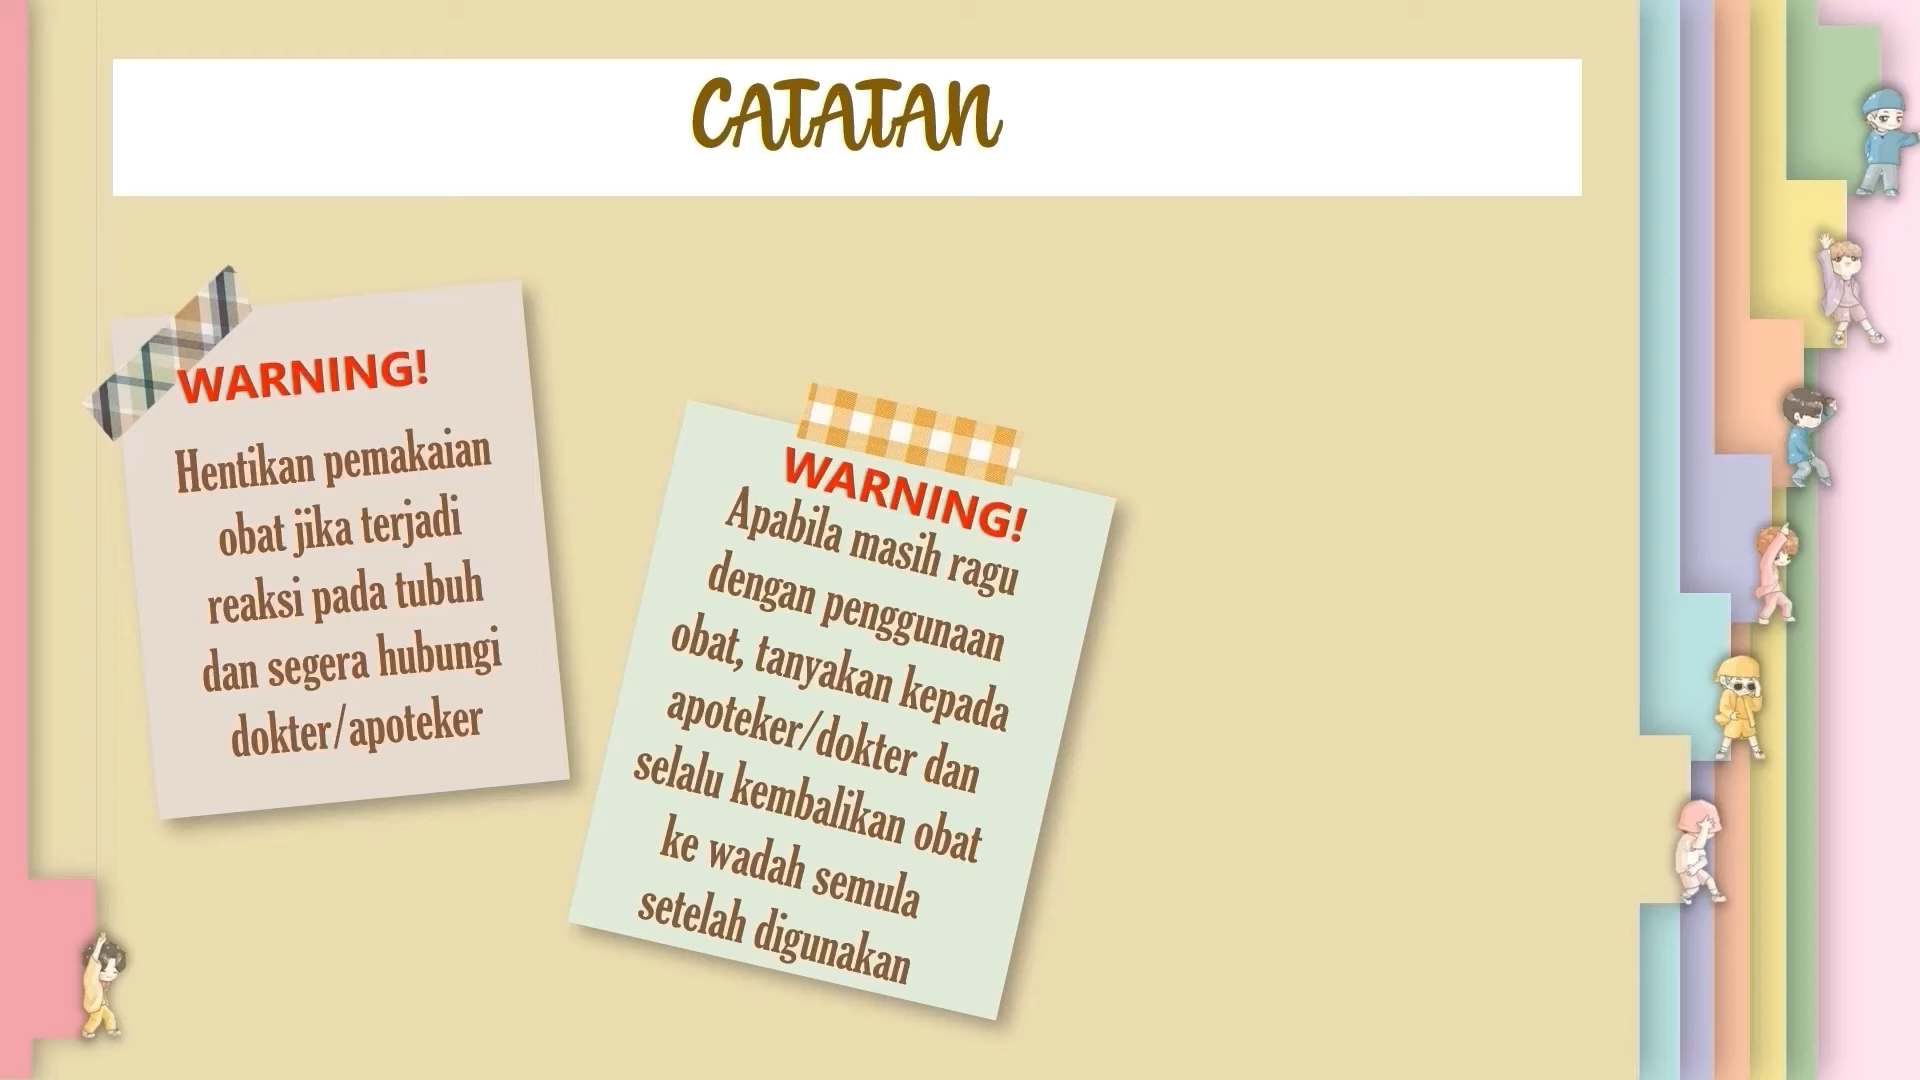 CATATAN
WARNING!
Hentikan pemakaian
obat jika terjadi
reaksi pada tubuh
dan segera hubungi
dokter/apoteker
WARNING!
Apabila masih ragu
dengan penggunaan
obat, tanyakan kepada
apoteker/dokter dan
selalu kembalikan obat
ke wadah semula
setelah digunakan